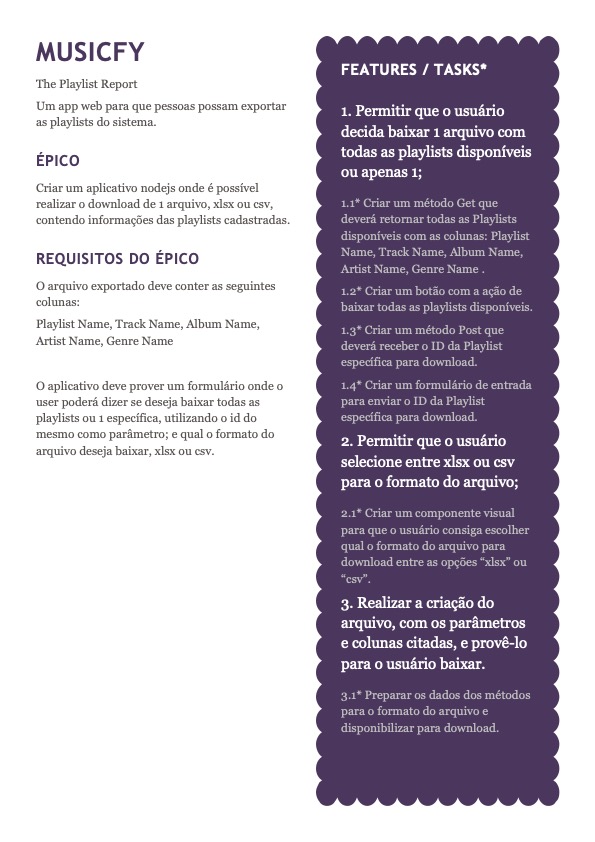 MUSICFY
The Playlist Report
Um app web para que pessoas possam exportar
as playlists do sistema.
ÉPICO
Criar um aplicativo nodejs onde é possível
realizar o download de 1 arquivo, xlsx ou csv,
contendo informações das playlists cadastradas.
REQUISITOS DO ÉPICO
O arquivo exportado deve conter as seguintes
colunas:
Playlist Name, Track Name, Album Name,
Artist Name, Genre Name
O aplicativo deve prover um formulário onde o
user poderá dizer se deseja baixar todas as
playlists ou 1 específica, utilizando o id do
mesmo como parâmetro; e qual o formato do
arquivo deseja baixar, xlsx ou csv.
FEATURES / TASKS*
1. Permitir que o usuário
decida baixar 1 arquivo com
todas as playlists disponíveis
ou apenas 1;
1.1* Criar um método Get que
deverá retornar todas as Playlists
disponíveis com as colunas: Playlist
Name, Track Name, Album Name,
Artist Name, Genre Name .
1.2* Criar um botão com a ação de
baixar todas as playlists disponíveis.
1.3* Criar um método Post que
deverá receber o ID da Playlist
específica para download.
1.4* Criar um formulário de entrada
para enviar o ID da Playlist
específica para download.
2. Permitir que o usuário
selecione entre xlsx ou csv
para o formato do arquivo;
2.1* Criar um componente visual
para que o usuário consiga escolher
qual o formato do arquivo para
download entre as opções “xlsx” ou
“csv”.
3. Realizar a criação do
arquivo, com os parâmetros
e colunas citadas, e provê-lo
para o usuário baixar.
3.1* Preparar os dados dos métodos
para o formato do arquivo e
disponibilizar para download.